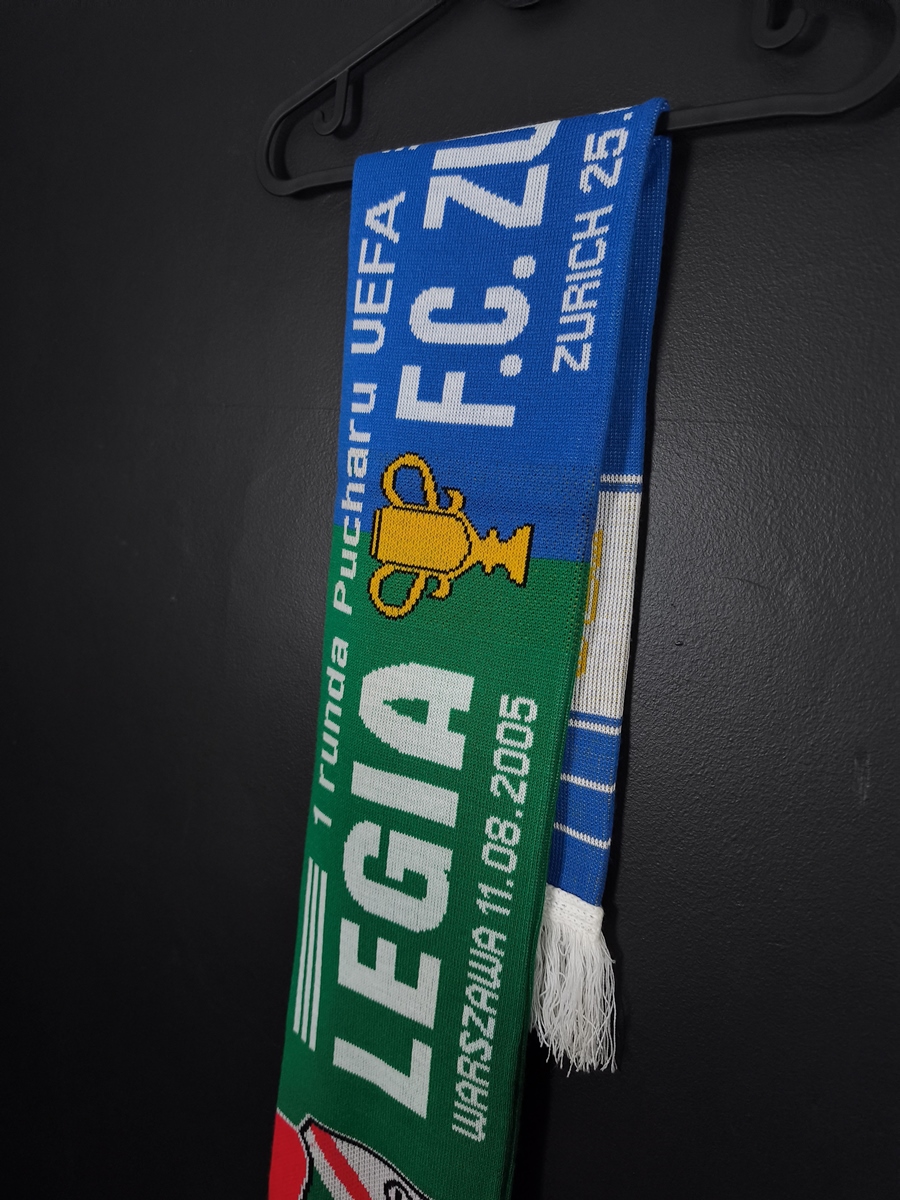 1 runda Pucharu UEFA
LEGIA F.C. ZU
WARSZAWA 11.08.2005 ZURICH 25.